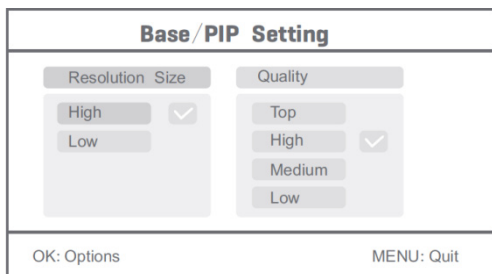 Base/PIP Setting
Resolution Size
High
Low
Quality
Top
High
Medium
Low
OK: Options
MENU: Quit